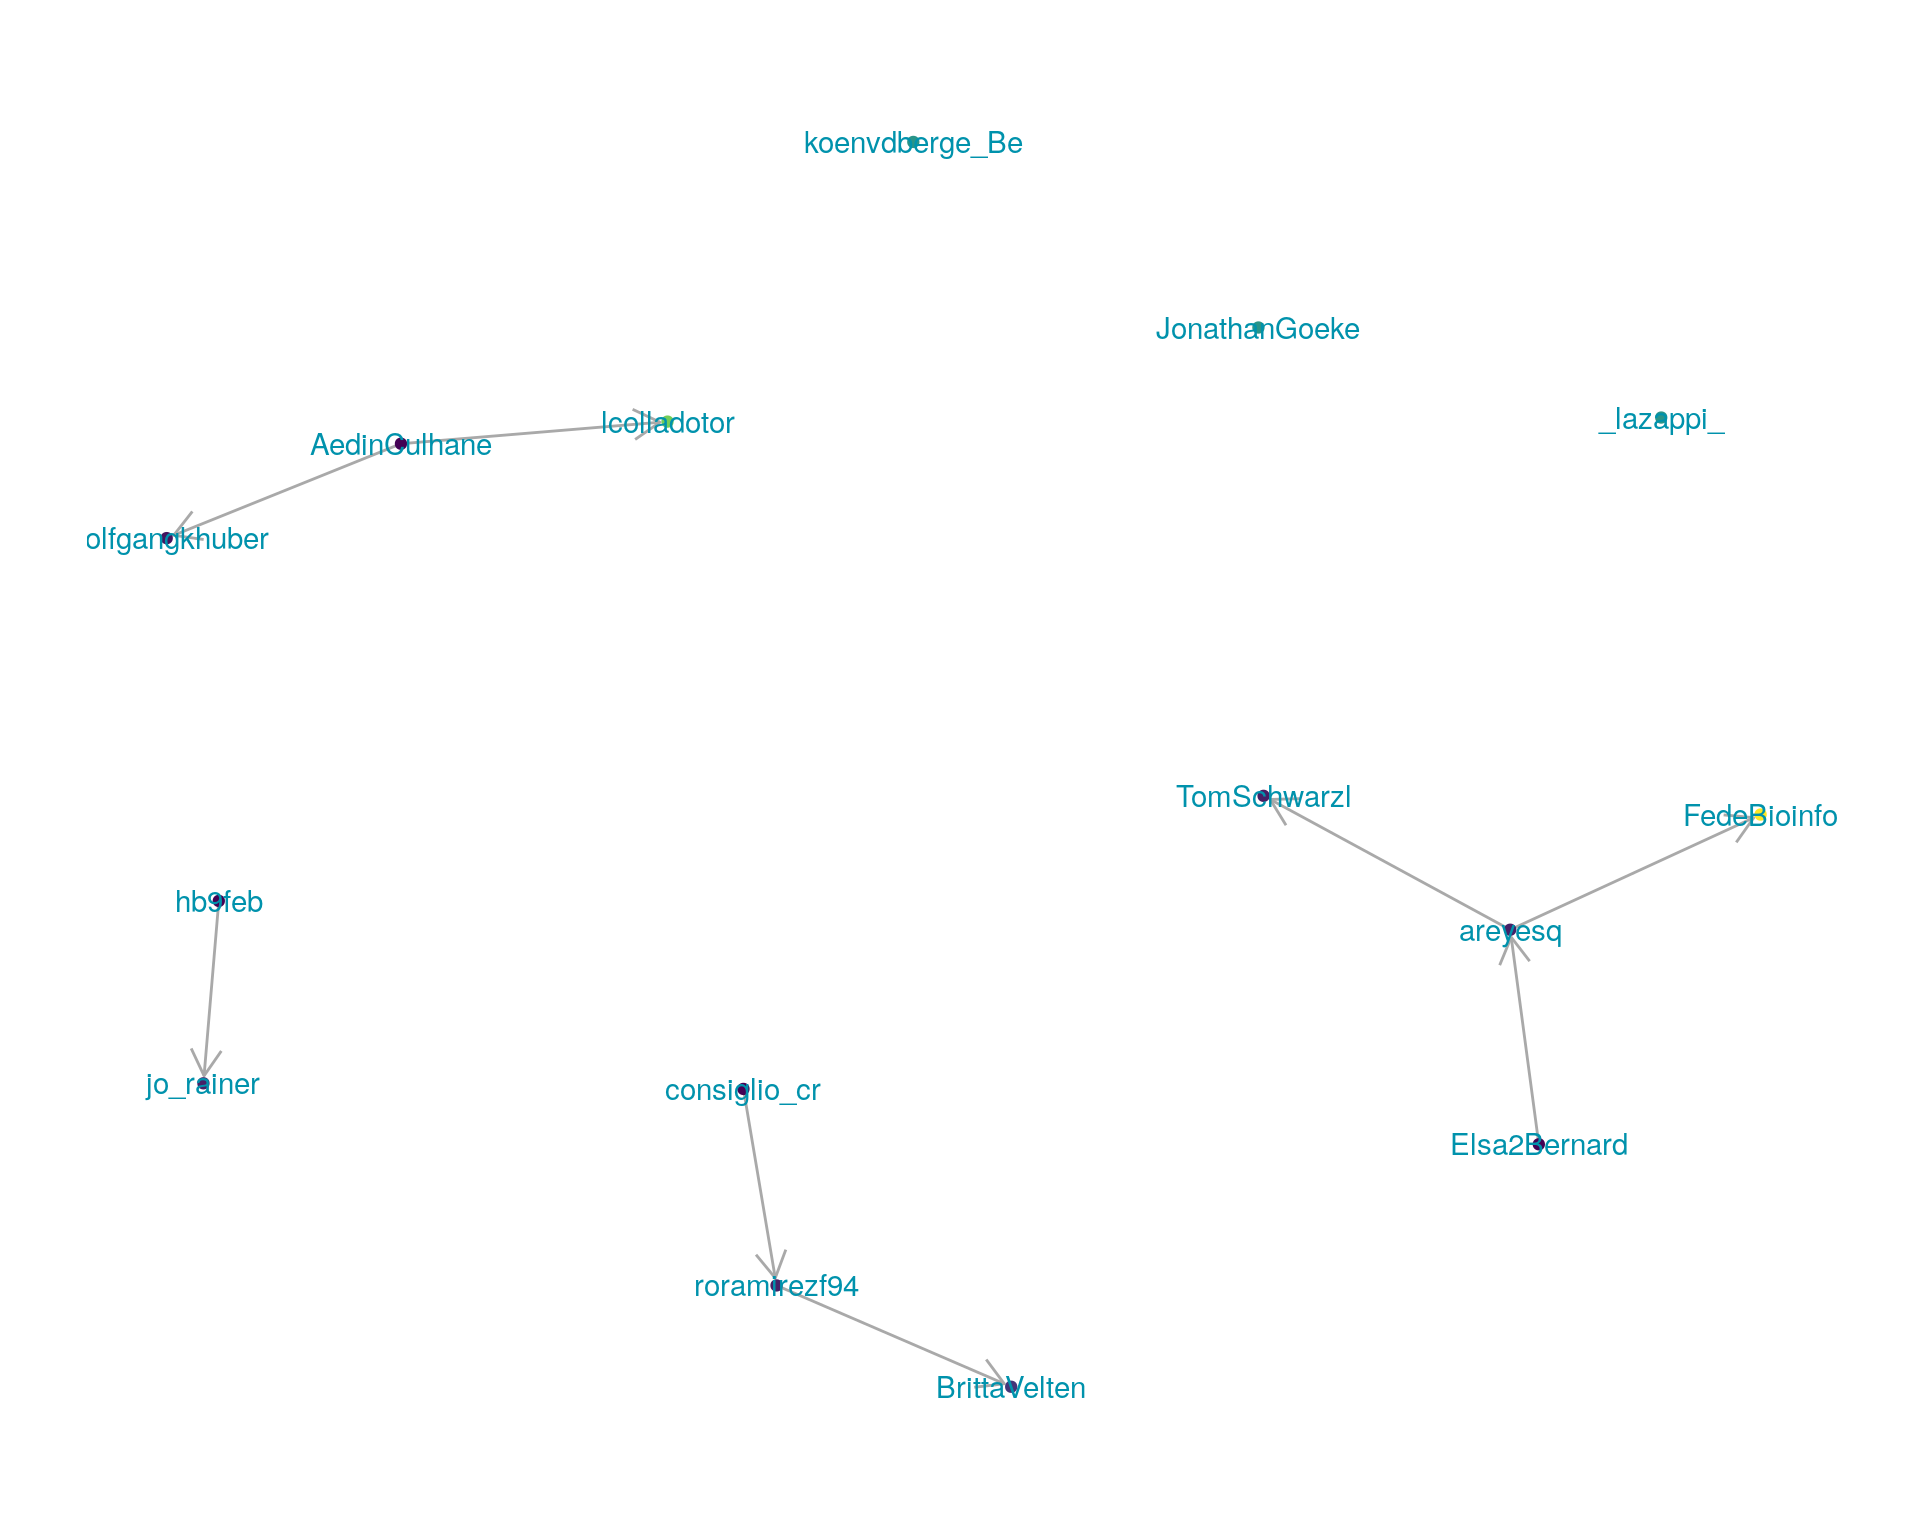 koenvdberge_Be
JonathanGoeke
_lazappi_
lcolladotor
AedinCulhane
olfgangkhuber
TomSchwarzl
FedeBioinfo
hb9feb
areyesq
jo_rainer
consiglio_cr
Elsa2Bernard
roramirezf94
BrittaVelten